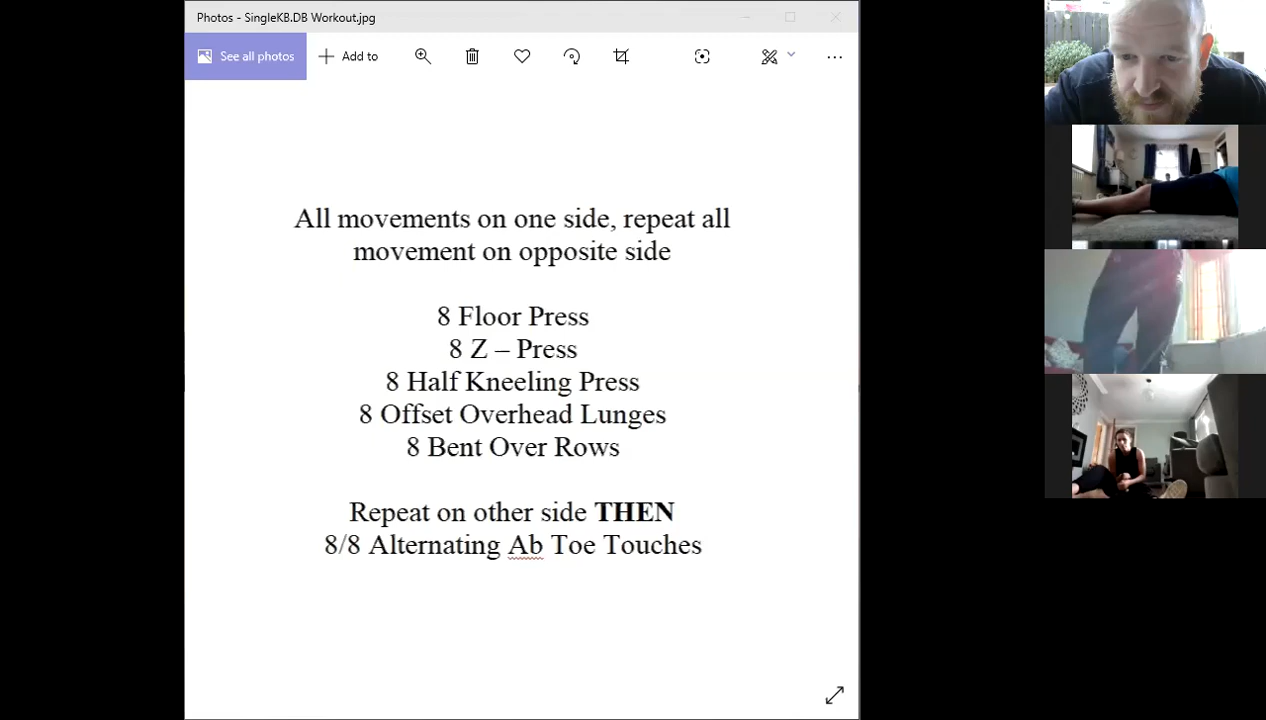 Photos - SingleKB.DB Workout.jpg
See all photos
Add to
All movements on one side, repeat all
movement on opposite side
8 Floor Press
8 Z – Press
8 Half Kneeling Press
8 Offset Overhead Lunges
8 Bent Over Rows
Repeat on other side THEN
8/8 Alternating Ab Toe Touches